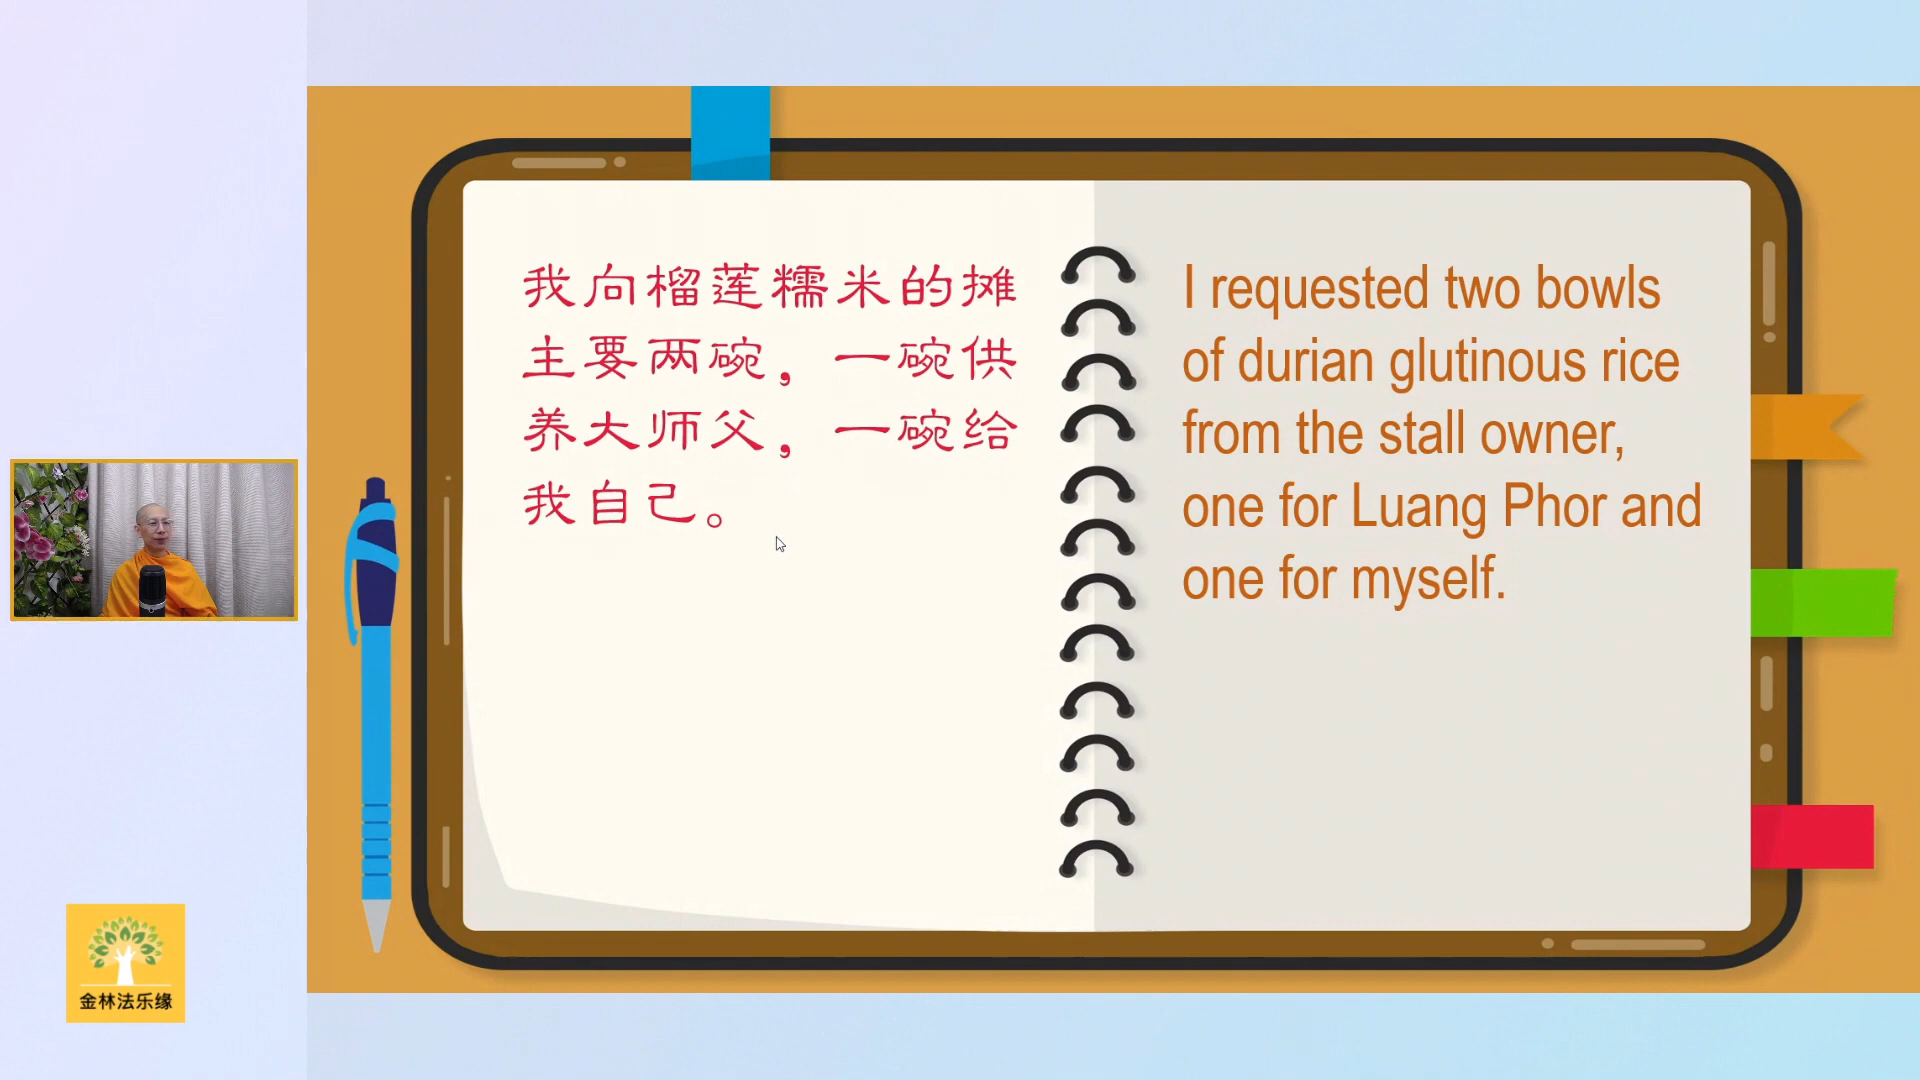 我向榴莲糯米的摊
主要两碗，一碗供
养大师父，一碗给
我自己。
I requested two bowls
of durian glutinous rice
from the stall owner,
one for Luang Phor and
one for myself.
金林法乐缘